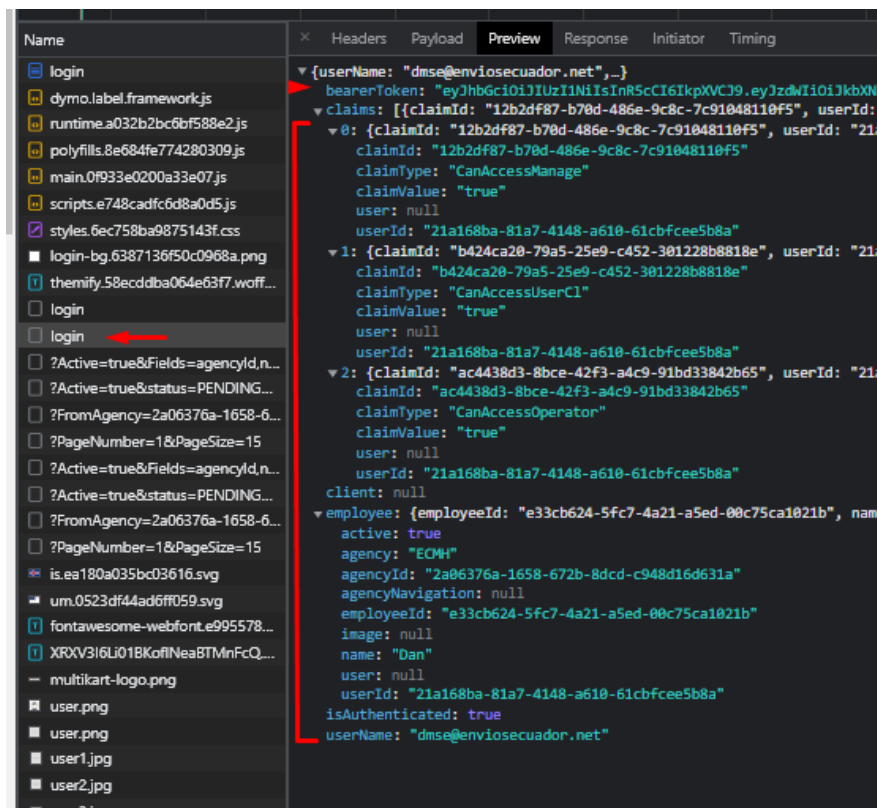 Name
login
dymo.label.framework.js
runtime.a032b2bc6bf588e2.js
polyfills.8e684fe774280309.js
main.0f933e0200a33e07.js
scripts.e748cadfc6d8a0d5.js
styles.6ec758ba9875143f.css
login-bg.6387136f50c0968a.png
themify.58ecddba064e63f7.woff...
login
login
?Active=true&Fields=agencyId,n...
?Active=true&status=PENDING...
?FromAgency=2a06376a-1658-6...
?PageNumber=1&PageSize=15
?Active=true&Fields=agencyId,n...
?Active=true&status=PENDING...
?FromAgency=2a06376a-1658-6...
?PageNumber=1&PageSize=15
is.ea180a035bc03616.svg
um.0523df44ad6ff059.svg
fontawesome-webfont.e995578...
XRXV3I6Li01BKofINeaBTMnFcQ,...
multikart-logo.png
user.png
user.png
user1.jpg
user2.jpg
× Headers Payload Preview Response Initiator Timing
{userName: "dmse@enviosecuador.net",…}
bearerToken: "eyJhbGciOiJIUzI1NiIsInR5cCI6IkpXVCJ9.eyJzdWIiOiJkbXN
claims: [{claimId: "12b2df87-b70d-486e-9c8c-7c91048110f5", userId:
0: {claimId: "12b2df87-b70d-486e-9c8c-7c91048110f5", userId: "21a
claimId: "12b2df87-b70d-486e-9c8c-7c91048110f5"
claimType: "CanAccessManage"
claimValue: "true"
user: null
userId: "21a168ba-81a7-4148-a610-61cbfcee5b8a"
1: {claimId: "b424ca20-79a5-25e9-c452-301228b8818e", userId: "21a
claimId: "b424ca20-79a5-25e9-c452-301228b8818e"
claimType: "CanAccessUserCl"
claimValue: "true"
user: null
userId: "21a168ba-81a7-4148-a610-61cbfcee5b8a"
2: {claimId: "ac4438d3-8bce-42f3-a4c9-91bd33842b65", userId: "21a
claimId: "ac4438d3-8bce-42f3-a4c9-91bd33842b65"
claimType: "CanAccessOperator"
claimValue: "true"
user: null
userId: "21a168ba-81a7-4148-a610-61cbfcee5b8a"
client: null
employee: {employeeId: "e33cb624-5fc7-4a21-a5ed-00c75ca1021b", nam
active: true
agency: "ECMH"
agencyId: "2a06376a-1658-672b-8dcd-c948d16d631a"
agencyNavigation: null
employeeId: "e33cb624-5fc7-4a21-a5ed-00c75ca1021b"
image: null
name: "Dan"
user: null
userId: "21a168ba-81a7-4148-a610-61cbfcee5b8a"
isAuthenticated: true
userName: "dmse@enviosecuador.net"